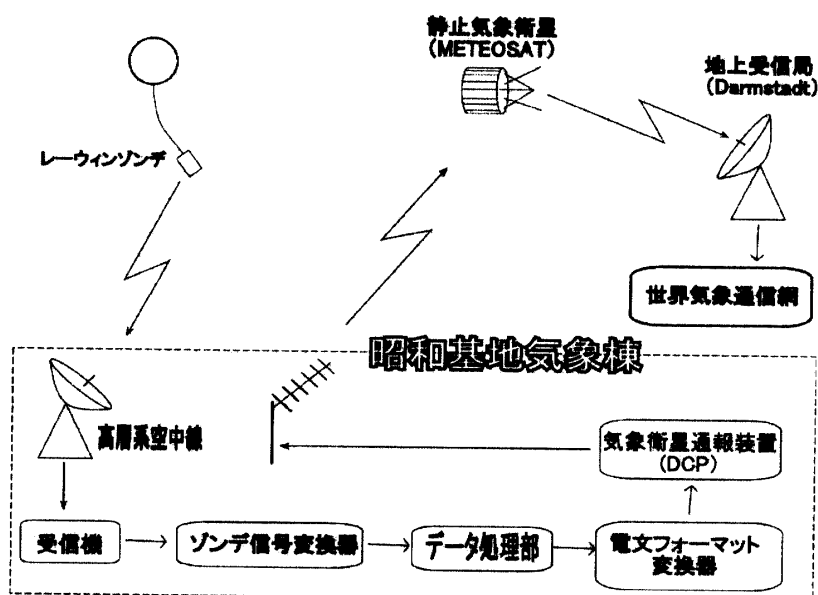 静止気象衛星
(METEOSAT)
地上受信局
(Darmstadt)
レーウィンゾンデ
世界気象通信網
昭和基地気象棟
高層系空中線
気象衛星通報装置
(DCP)
受信機
ゾンデ信号変換器
データ処理部
電文フォーマット
変換器